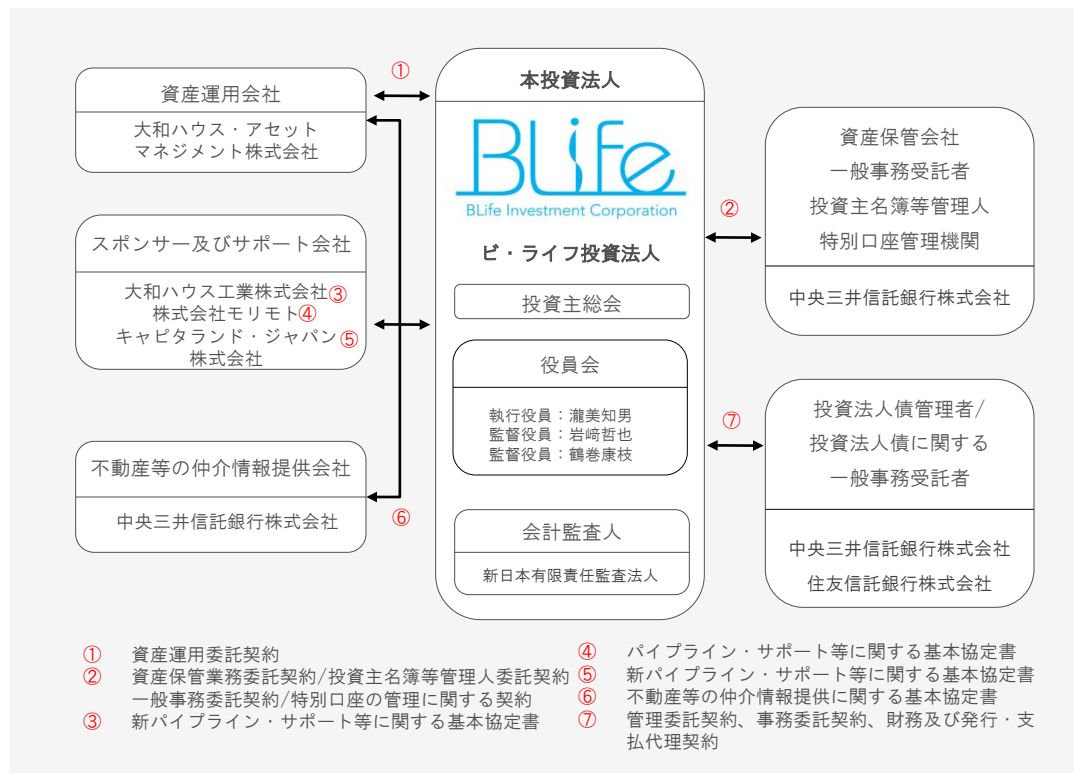 ①
資産運用会社
大和ハウス・アセット
マネジメント株式会社
スポンサー及びサポート会社
大和ハウス工業株式会社③
株式会社モリモト④
キャピタランド・ジャパン⑤
株式会社
不動産等の仲介情報提供会社
中央三井信託銀行株式会社
⑥
本投資法人
BLife
BLife Investment Corporation
ビ・ライフ投資法人
投資主総会
役員会
執行役員：瀧美知男
監督役員：岩﨑哲也
監督役員：鶴巻康枝
会計監査人
新日本有限責任監査法人
②
資産保管会社
一般事務受託者
投資主名簿等管理人
特別口座管理機関
中央三井信託銀行株式会社
⑦
投資法人債管理者/
投資法人債に関する
一般事務受託者
中央三井信託銀行株式会社
住友信託銀行株式会社
① 資産運用委託契約
② 資産保管業務委託契約/投資主名簿等管理人委託契約
一般事務委託契約/特別口座の管理に関する契約
③ 新パイプライン・サポート等に関する基本協定書
④ パイプライン・サポート等に関する基本協定書
⑤ 新パイプライン・サポート等に関する基本協定書
⑥ 不動産等の仲介情報提供に関する基本協定書
⑦ 管理委託契約、事務委託契約、財務及び発行・支
払代理契約